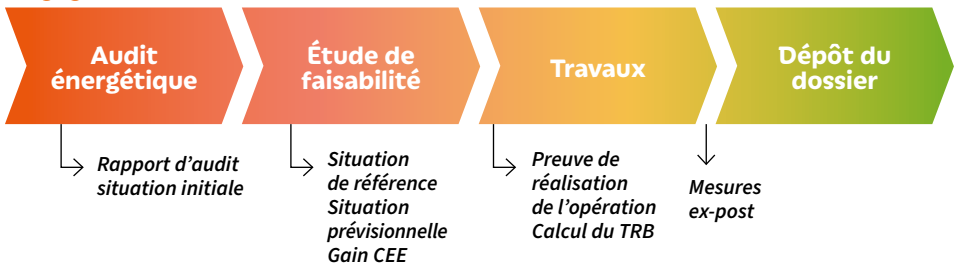 Audit
énergétique
Étude de
faisabilité
Travaux
Dépôt du
dossier
Rapport d’audit
situation initiale
Situation
de référence
Situation
prévisionnelle
Gain CEE
Preuve de
réalisation
de l’opération
Calcul du TRB
Mesures
ex-post